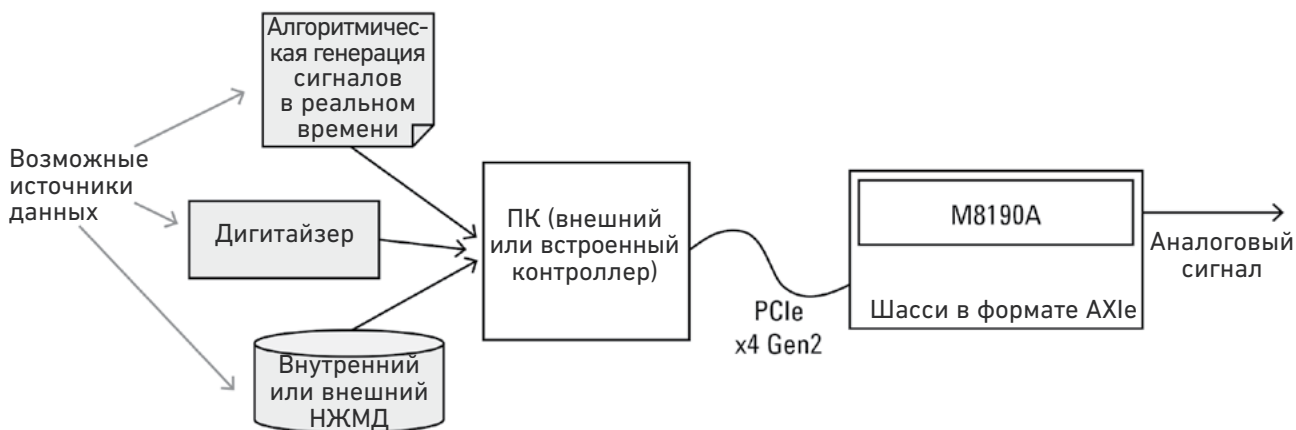 Алгоритмичес-
кая генерация
сигналов
в реальном
времени
Возможные
источники
данных
Дигитайзер
Внутренний
или внешний
НЖМД
ПК (внешний
или встроенный
контроллер)
PCIe
x4 Gen2
M8190A
Шасси в формате AXIe
Аналоговый
сигнал